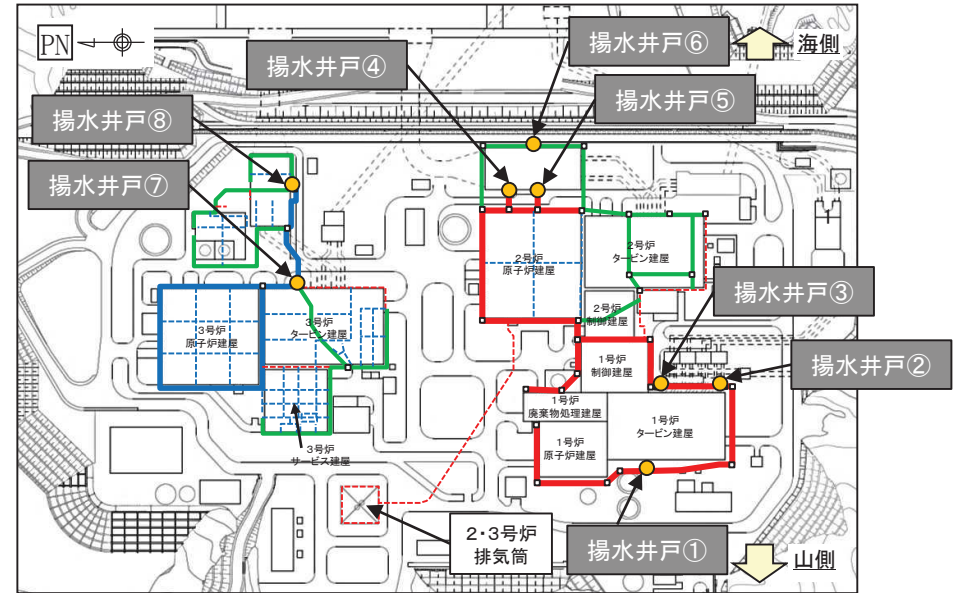 PN
揚水井戸④
揚水井戸⑥
海側
揚水井戸⑤
揚水井戸⑧
揚水井戸⑦
2号炉
原子炉建屋
2号炉
タービン建屋
揚水井戸③
2号炉
制御建屋
3号炉
原子炉建屋
3号炉
タービン建屋
1号炉
制御建屋
揚水井戸②
1号炉
廃棄物処理建屋
1号炉
タービン建屋
1号炉
原子炉建屋
3号炉
サービス建屋
2・3号炉
排気筒
揚水井戸①
山側